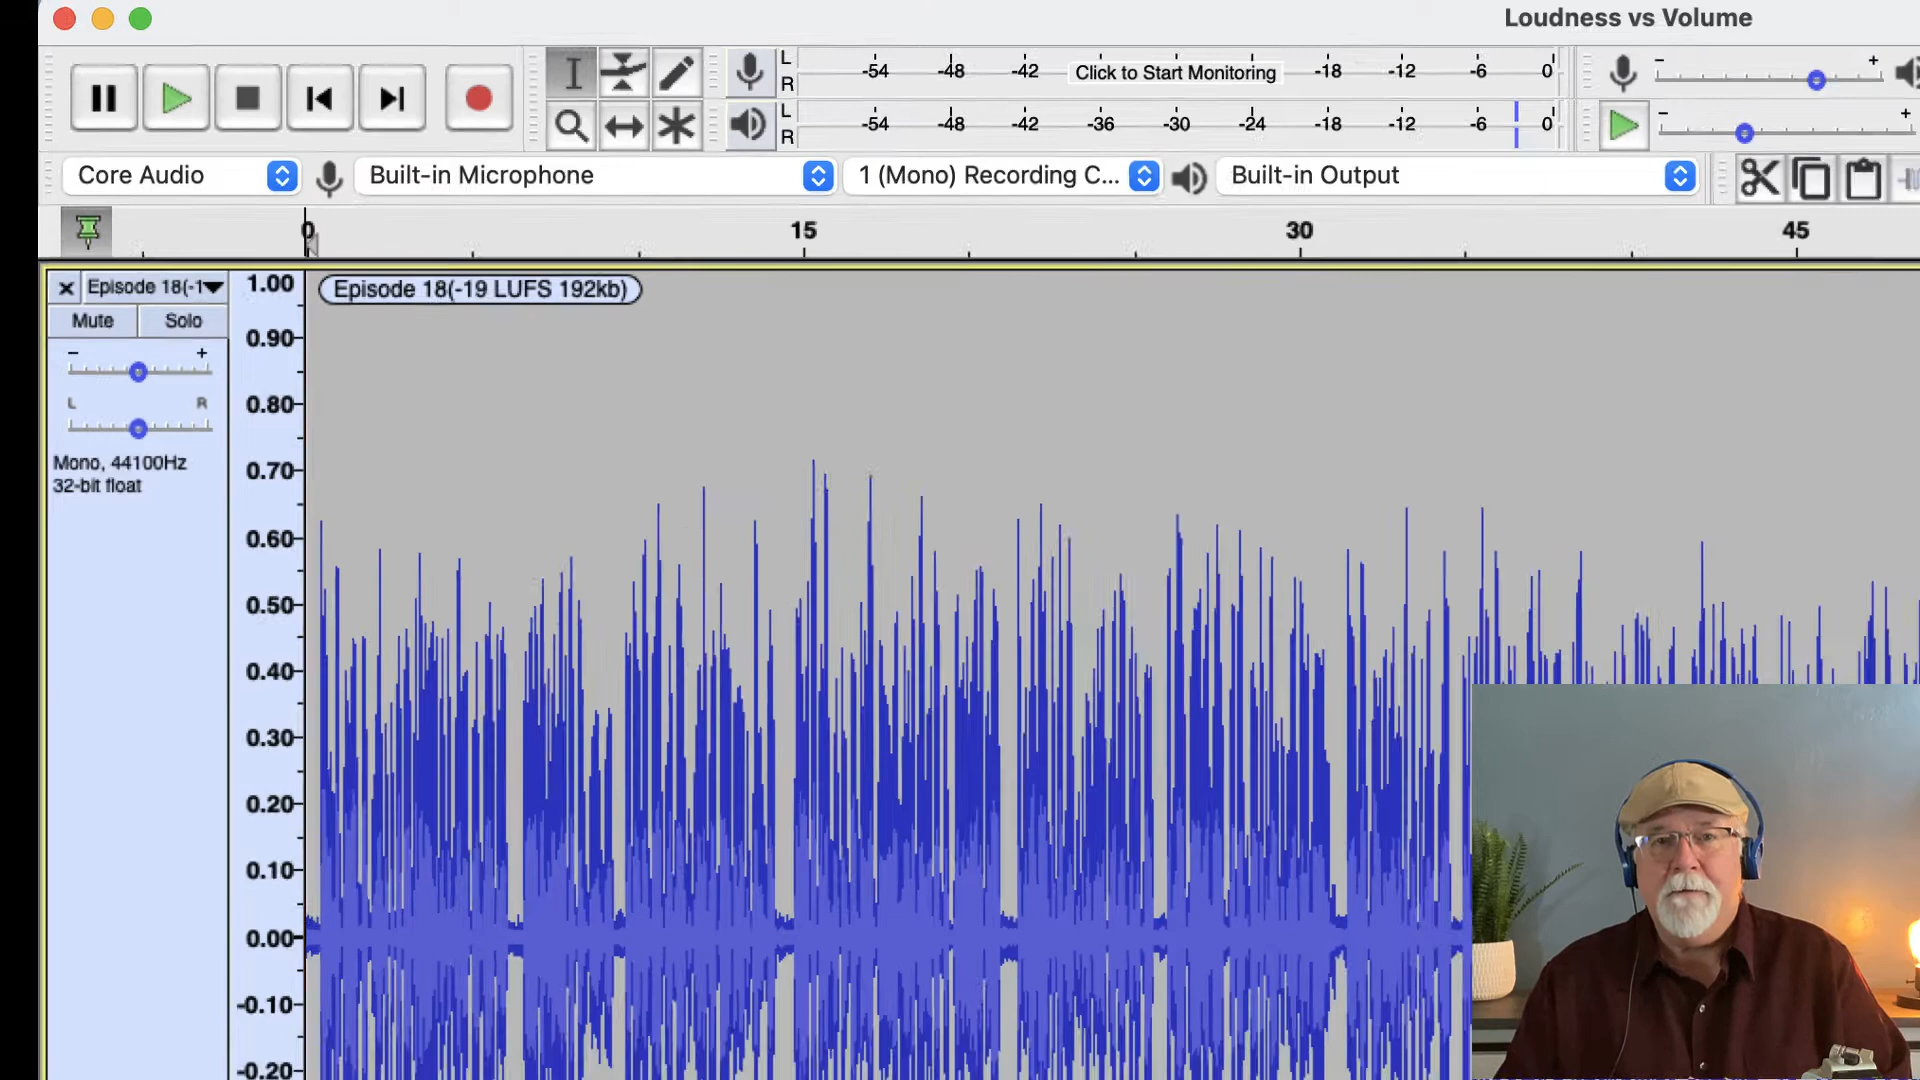 Loudness vs Volume
L
R
-54 -48 -42 Click to Start Monitoring -18 -12 -6 0
L
R
-54 -48 -42 -36 -30 -24 -18 -12 -6 0
- +
- +
Core Audio
Built-in Microphone
1 (Mono) Recording C...
Built-in Output
0 15 30 45
Episode 18(-1
Mute Solo
- +
L R
Mono, 44100Hz
32-bit float
Episode 18(-19 LUFS 192kb)
1.00
0.90
0.80
0.70
0.60
0.50
0.40
0.30
0.20
0.10
0.00
-0.10
-0.20